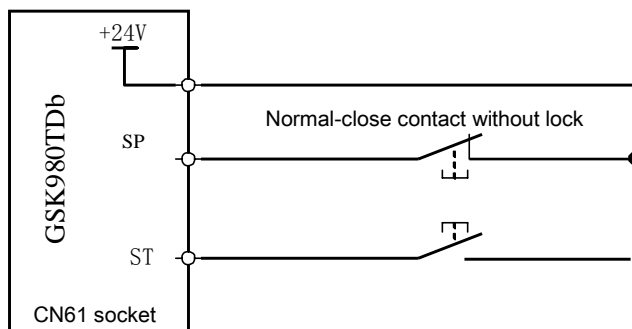 +24V
Normal-close contact without lock
SP
GSK980TDb
ST
CN61 socket